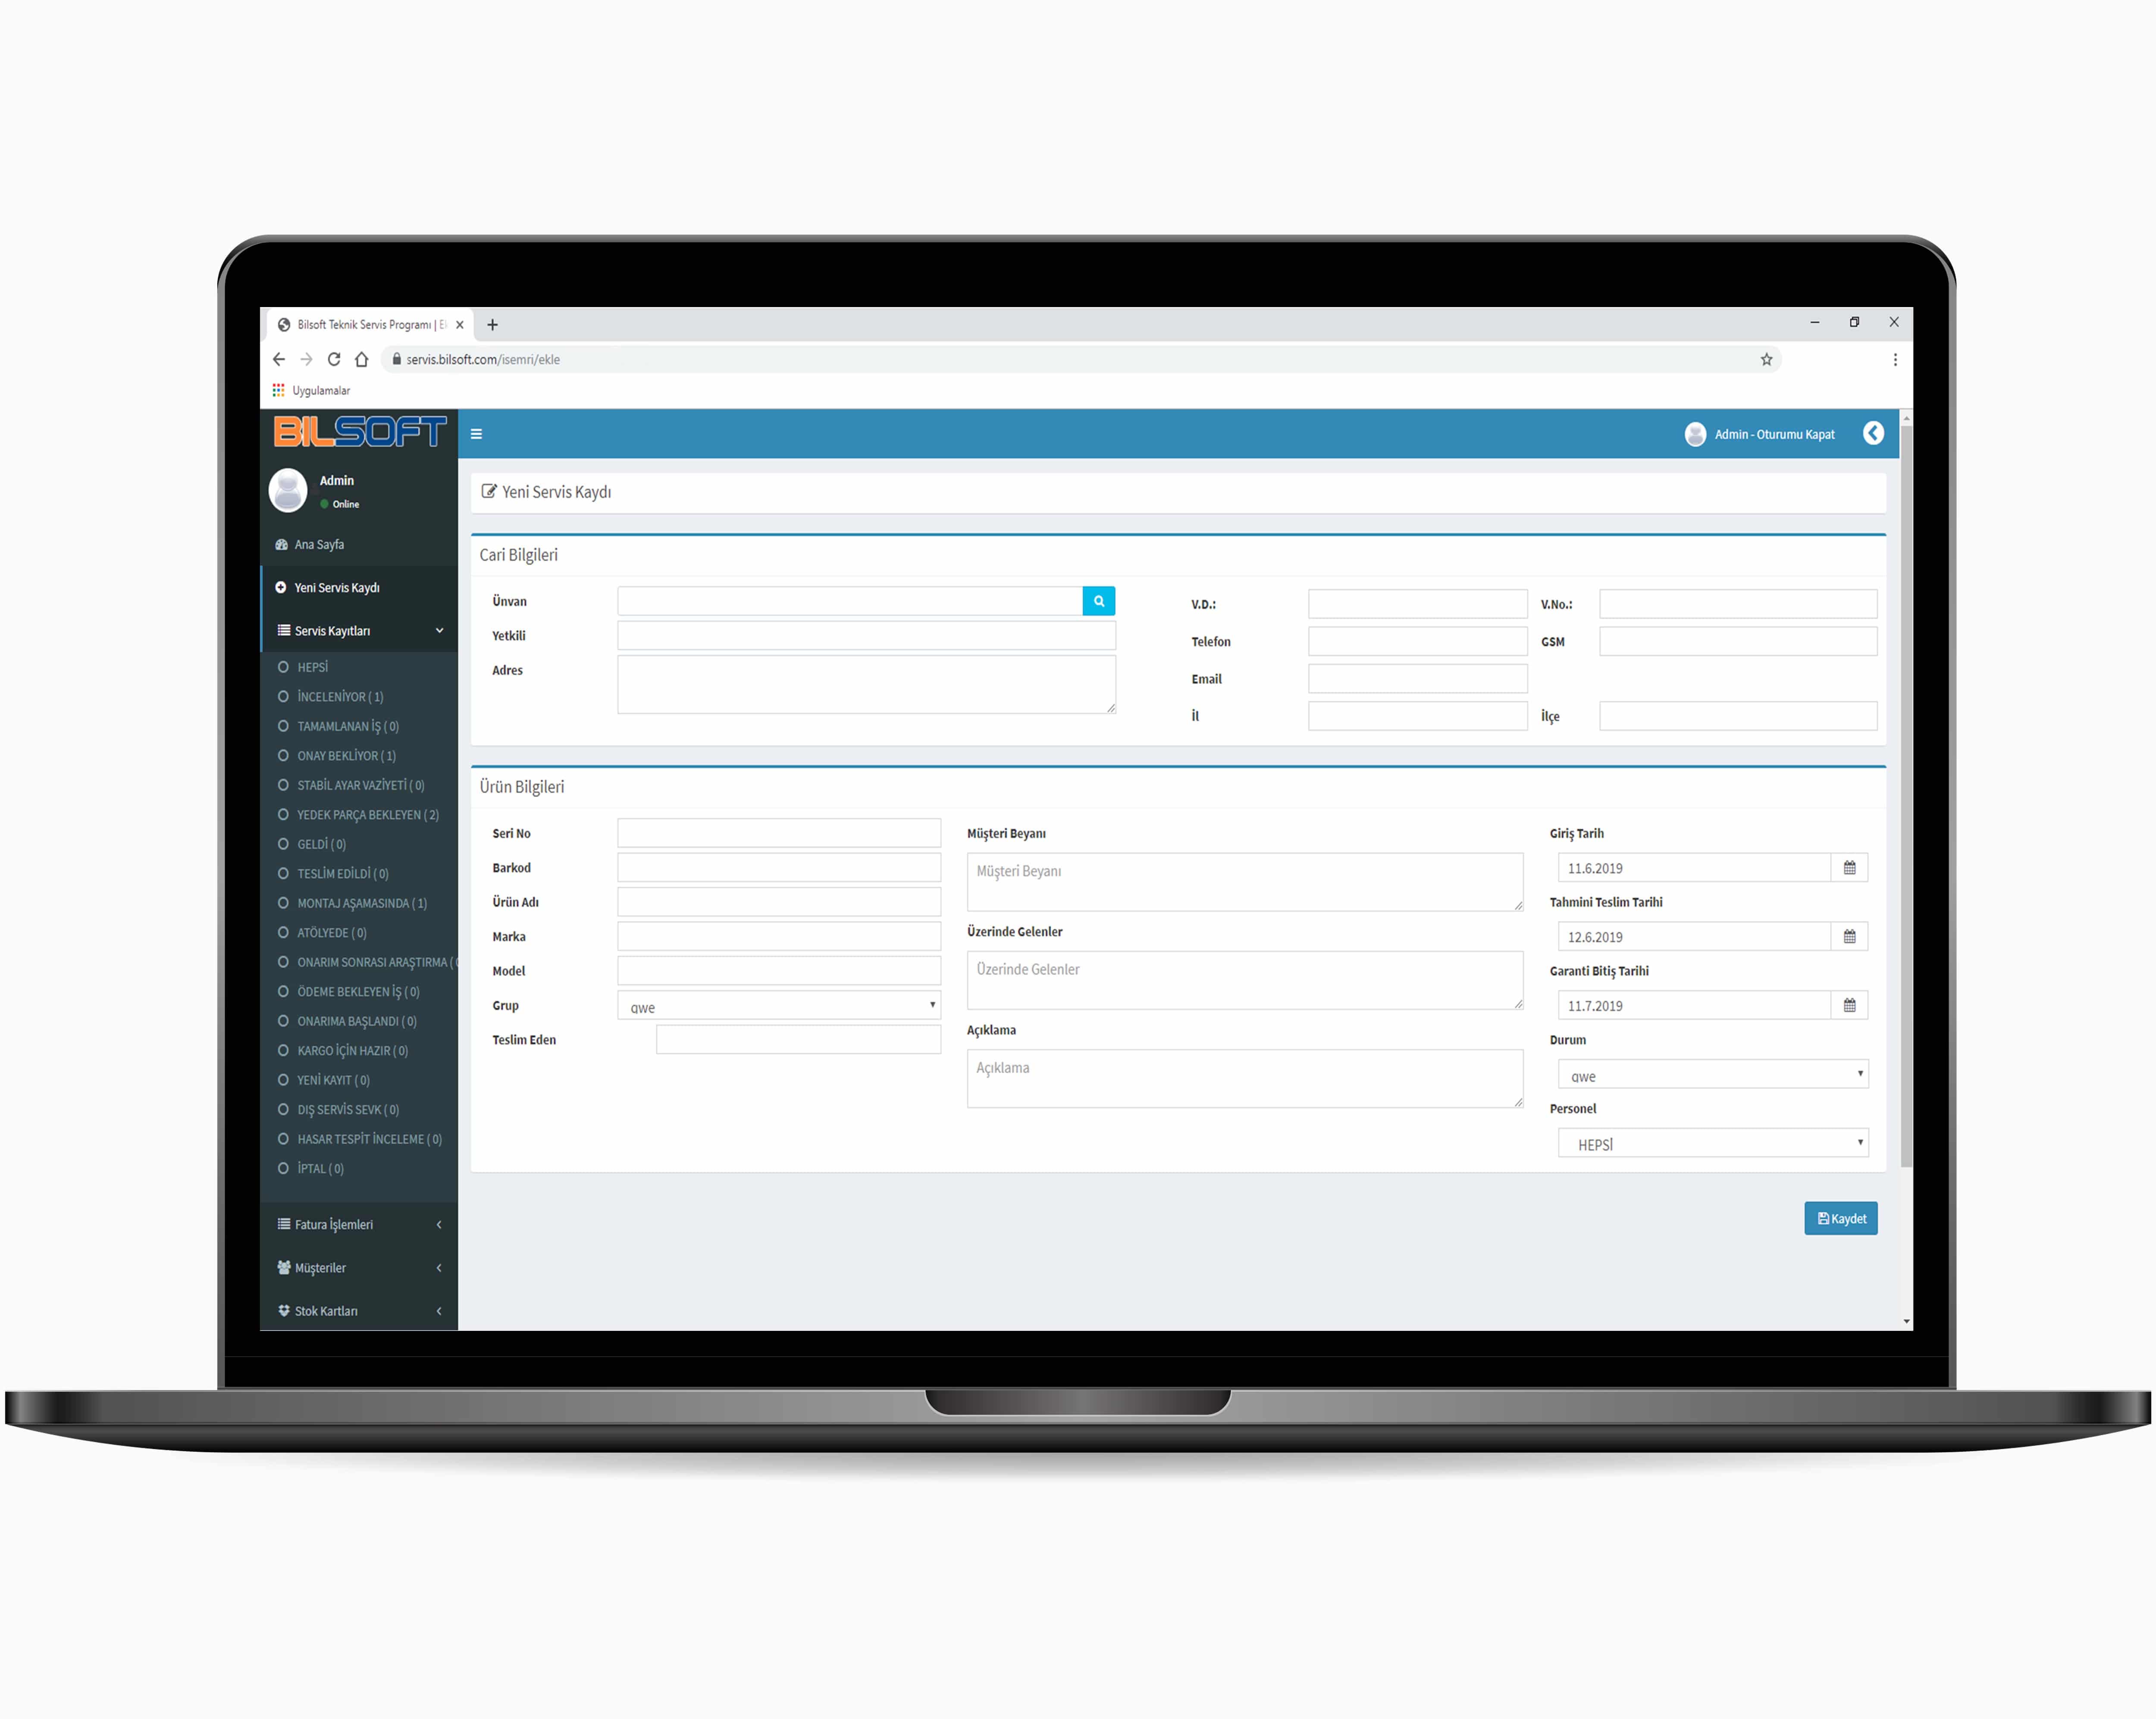 Bilsoft Teknik Servis Programı | E
servis.bilsoft.com/isemri/ekle
Uygulamalar
BILSOFT
Admin - Oturumu Kapat
Admin
Online
Ana Sayfa
Yeni Servis Kaydı
Servis Kayıtları
HEPSİ
İNCELENİYOR ( 1)
TAMAMLANAN İŞ ( 0)
ONAY BEKLİYOR ( 1)
STABİL AYAR VAZİYETİ ( 0)
YEDEK PARÇA BEKLEYEN ( 2)
GELDİ ( 0)
TESLİM EDİLDİ ( 0)
MONTAJ AŞAMASINDA ( 1)
ATÖLYEDE ( 0)
ONARIM SONRASI ARAŞTIRMA (
ÖDEME BEKLEYEN İŞ ( 0)
ONARIMA BAŞLANDI ( 0)
KARGO İÇİN HAZIR ( 0)
YENİ KAYIT ( 0)
DIŞ SERVİS SEVK ( 0)
HASAR TESPİT İNCELEME ( 0)
İPTAL ( 0)
Fatura İşlemleri
Müşteriler
Stok Kartları
Yeni Servis Kaydı
Cari Bilgileri
Ünvan
Yetkili
Adres
V.D.:
V.No.:
Telefon
GSM
Email
İl
İlçe
Ürün Bilgileri
Seri No
Barkod
Ürün Adı
Marka
Model
Grup
qwe
Teslim Eden
Müşteri Beyanı
Müşteri Beyanı
Üzerinde Gelenler
Üzerinde Gelenler
Açıklama
Açıklama
Giriş Tarih
11.6.2019
Tahmini Teslim Tarihi
12.6.2019
Garanti Bitiş Tarihi
11.7.2019
Durum
qwe
Personel
HEPSİ
Kaydet